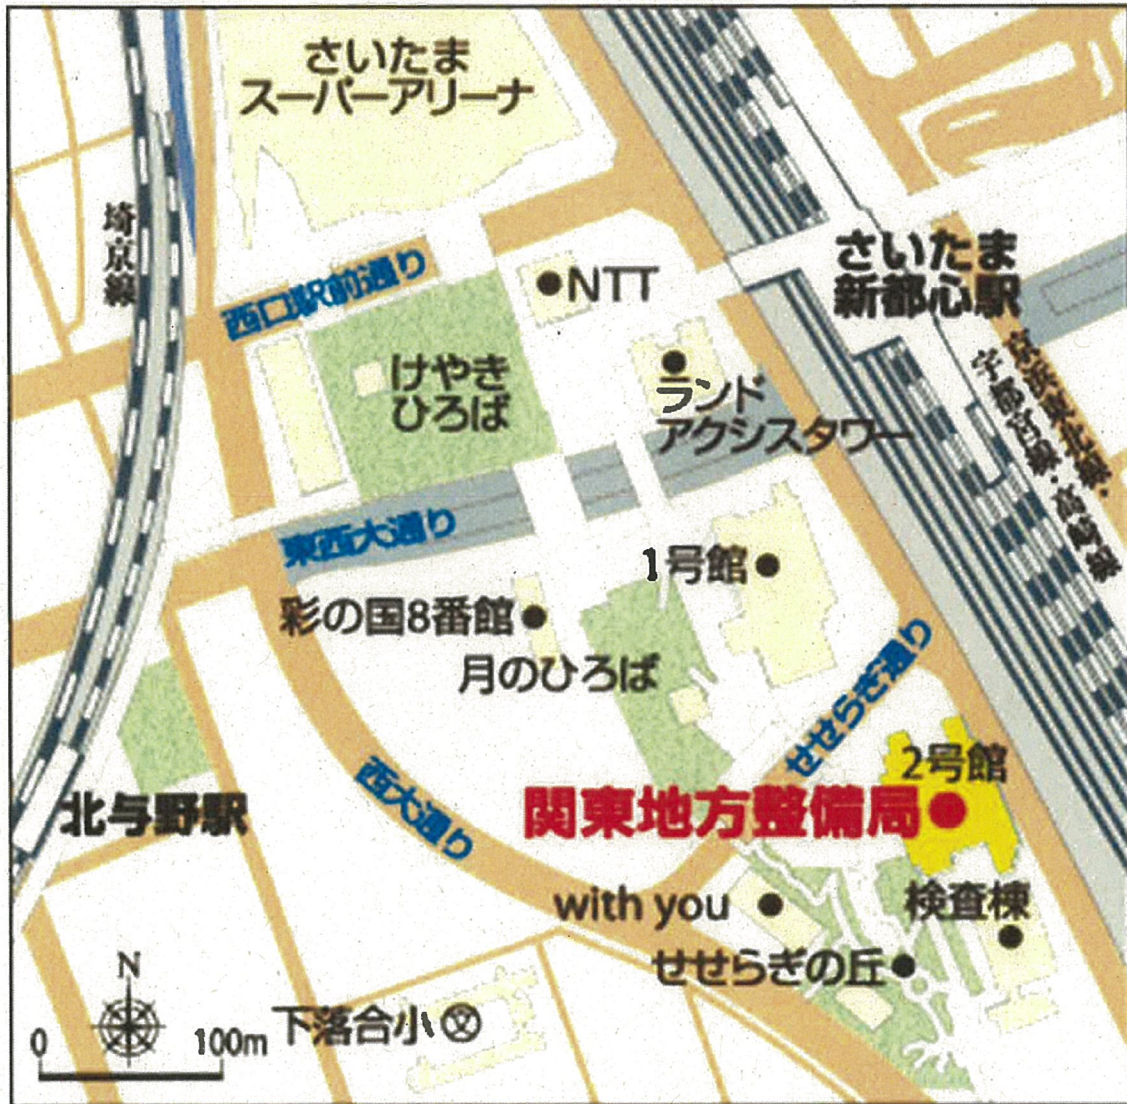 さいたま
スーパーアリーナ
埼京線
西口駅前通り
NTT
さいたま
新都心駅
けやき
ひろば
ランド
アクシスタワー
京浜東北線・
宇都宮線・高崎線
東西大通り
1号館
彩の国8番館
月のひろば
せせらぎ通り
2号館
西大通り
関東地方整備局
北与野駅
with you
検査棟
せせらぎの丘
N
下落合小 文
0 100m